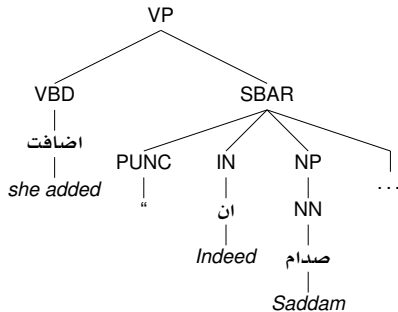 VP
VBD SBAR
اضافت
she added
PUNC IN NP ...
“ ان NN
Indeed صدام
Saddam